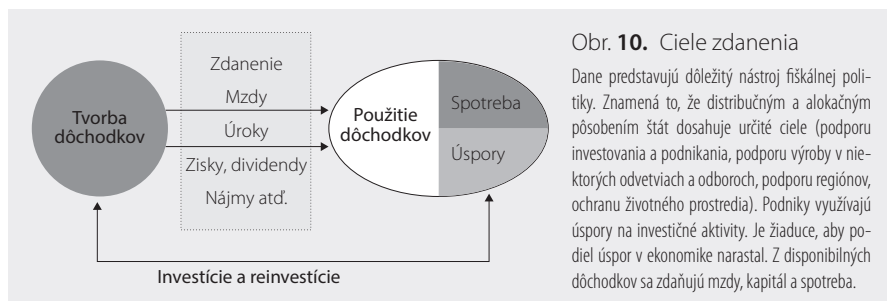 Tvorba
dôchodkov
Zdanenie
Mzdy
Úroky
Zisky, dividendy
Nájmy atď.
Použitie
dôchodkov
Spotreba
Úspory
Investície a reinvestície
Obr. 10. Ciele zdanenia
Dane predstavujú dôležitý nástroj fiškálnej poli-
tiky. Znamená to, že distribučným a alokačným
pôsobením štát dosahuje určité ciele (podporu
investovania a podnikania, podporu výroby v nie-
ktorých odvetviach a odboroch, podporu regiónov,
ochranu životného prostredia). Podniky využívajú
úspory na investičné aktivity. Je žiaduce, aby po-
diel úspor v ekonomike narastal. Z disponibilných
dôchodkov sa zdaňujú mzdy, kapitál a spotreba.